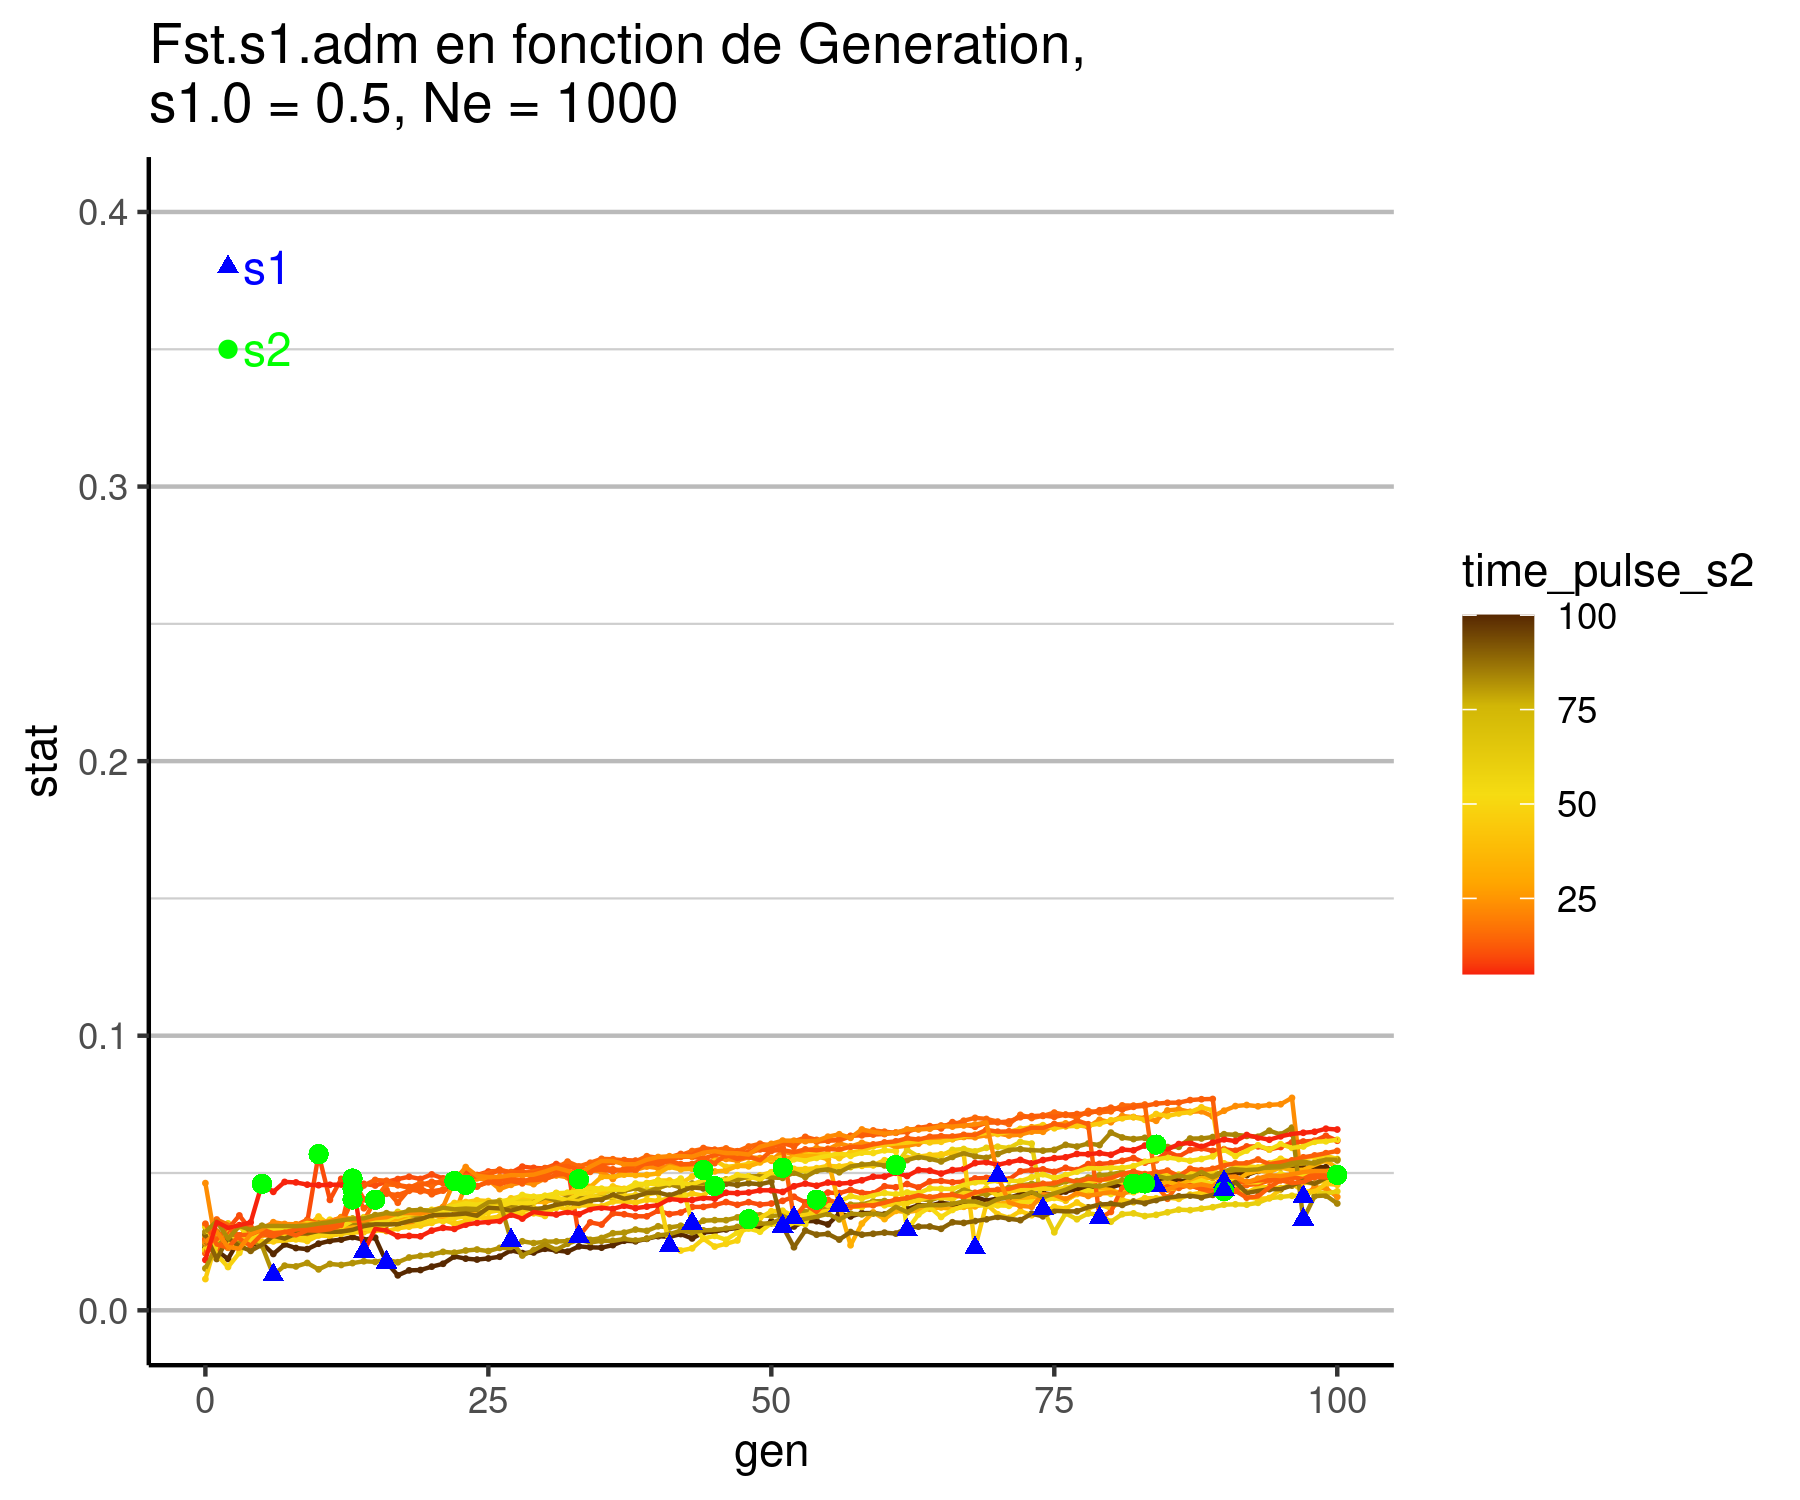 Fst.s1.adm en fonction de Generation,
s1.0 = 0.5, Ne = 1000
0.4
s1
s2
0.3
0.2
0.1
0.0
stat
0
25
50
75
100
gen
time_pulse_s2
100
75
50
25